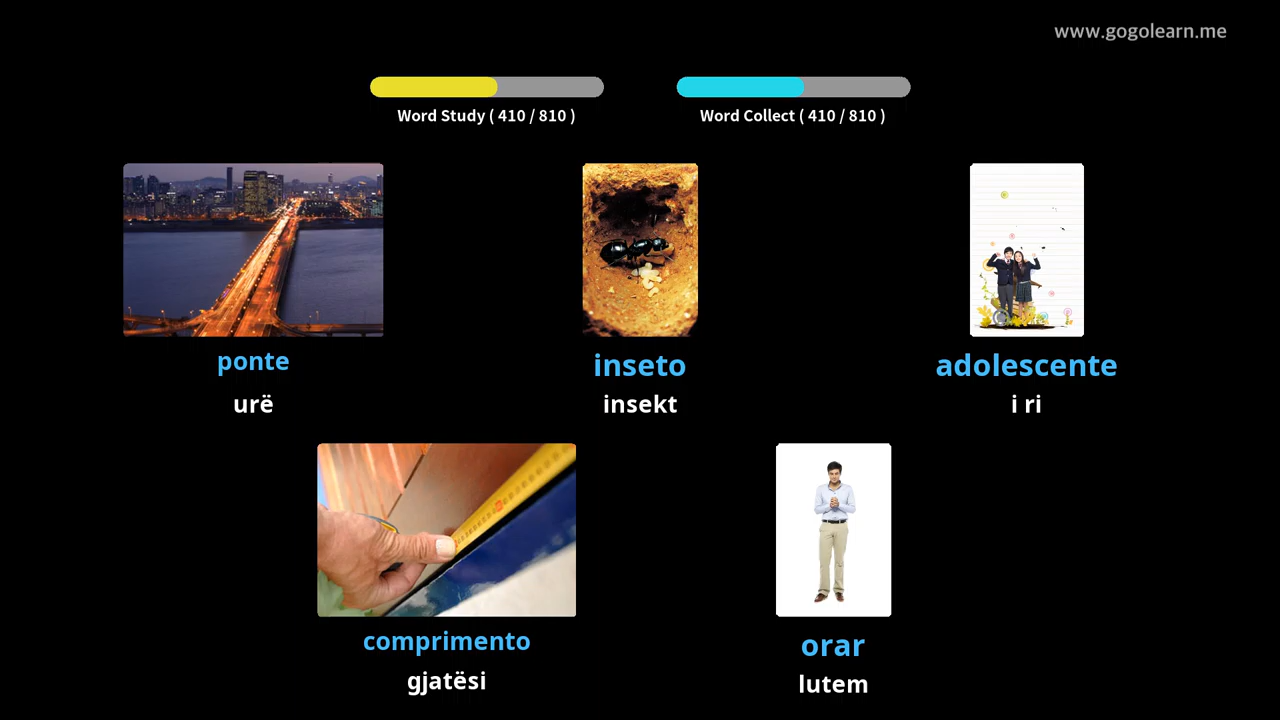 www.gogolearn.me
Word Study ( 410 / 810 )
Word Collect ( 410 / 810 )
ponte
urë
inseto
insekt
adolescente
i ri
comprimento
gjatësi
orar
lutem